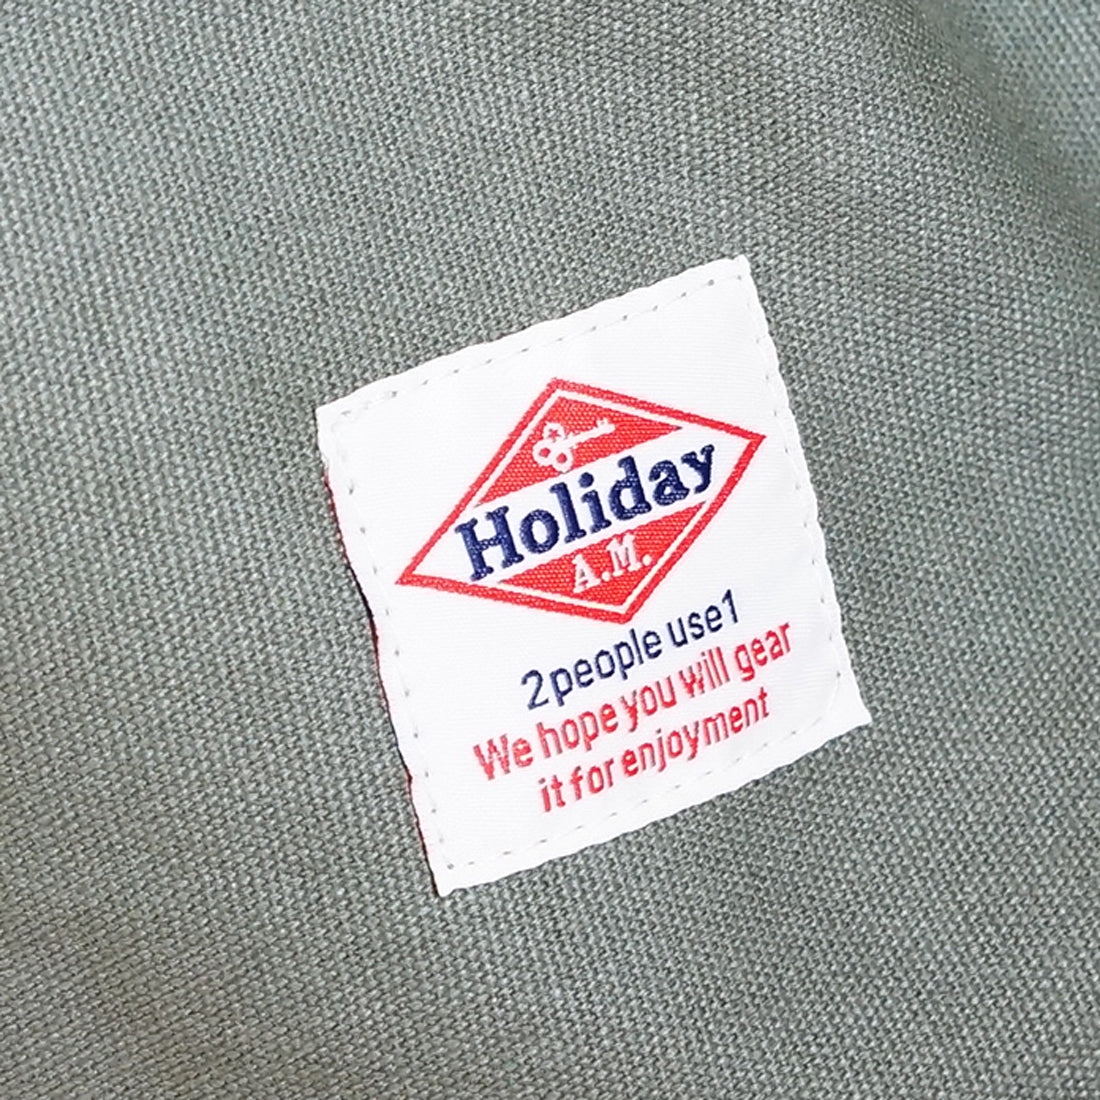 Holiday
A.M.
2people use1
We hope you will gear
it for enjoyment